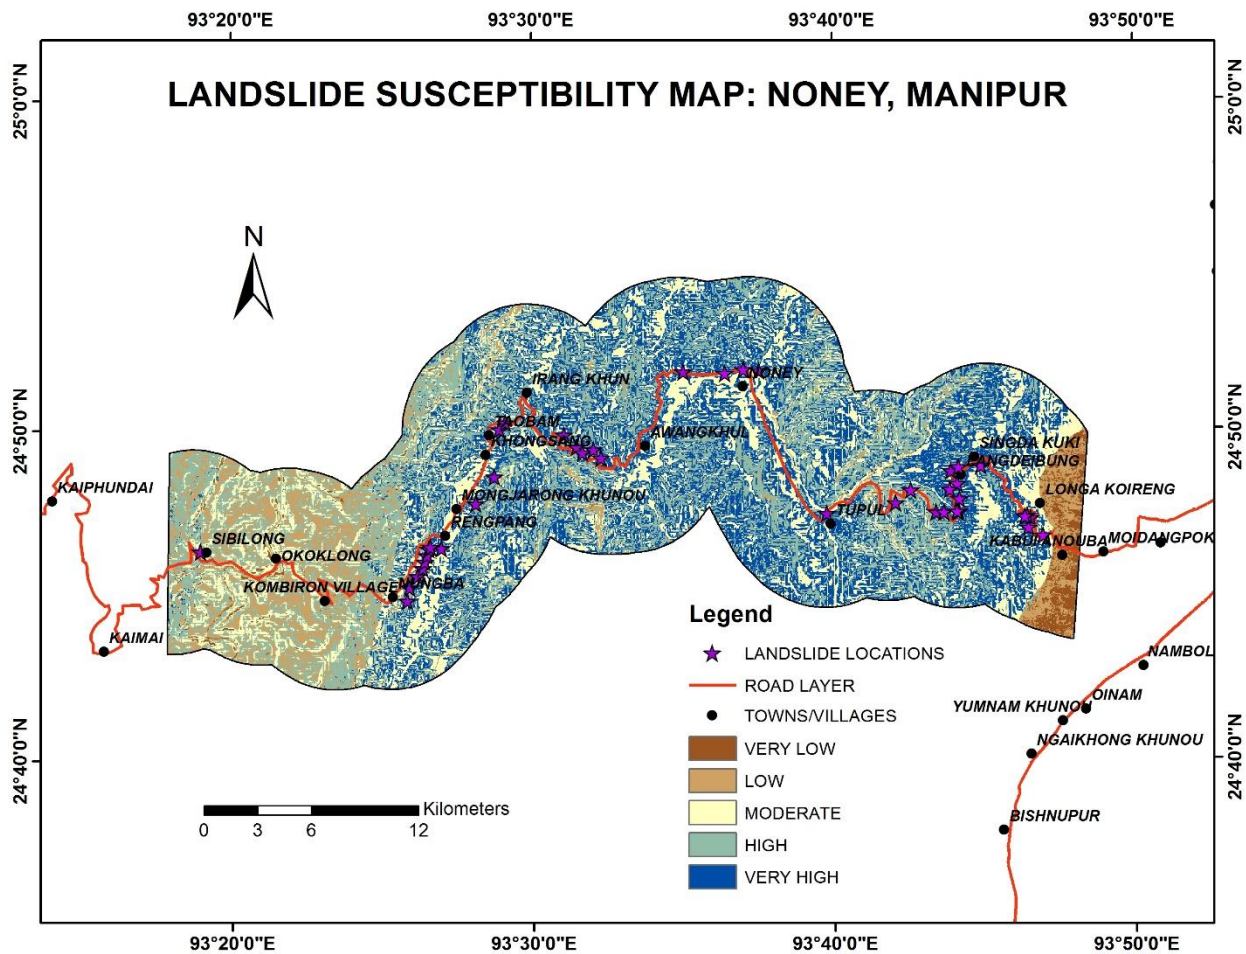 93°20'0"E
93°30'0"E
93°40'0"E
93°50'0"E
LANDSLIDE SUSCEPTIBILITY MAP: NONEY, MANIPUR
25°0'0"N
25°0'0"N
N
IRANG KHUN
NONEY
TAOBAM
KHONGSANG
AWANGKHUL
24°50'0"N
24°50'0"N
SINGDA KUKI
ANGDEIBUNG
KAIPHUNDAI
MONGJARONG KHUNOU
LONGA KOIRENG
RENGPANG
TUPUL
SIBILONG
KABUI ANOUBA
MOIDANGPOK
OKOKLONG
KOMBIRON VILLAGE
NUNGBA
KAIMAI
Legend
LANDSLIDE LOCATIONS
ROAD LAYER
TOWNS/VILLAGES
VERY LOW
LOW
MODERATE
HIGH
VERY HIGH
NAMBOL
OINAM
YUMNAM KHUNOU
NGAIKHONG KHUNOU
BISHNUPUR
24°40'0"N
24°40'0"N
Kilometers
0 3 6 12
93°20'0"E
93°30'0"E
93°40'0"E
93°50'0"E